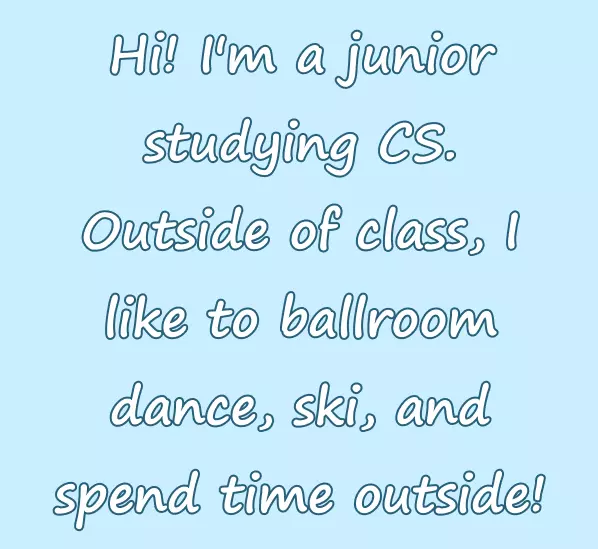 Hi! I'm a junior
studying CS.
Outside of class, I
like to ballroom
dance, ski, and
spend time outside!